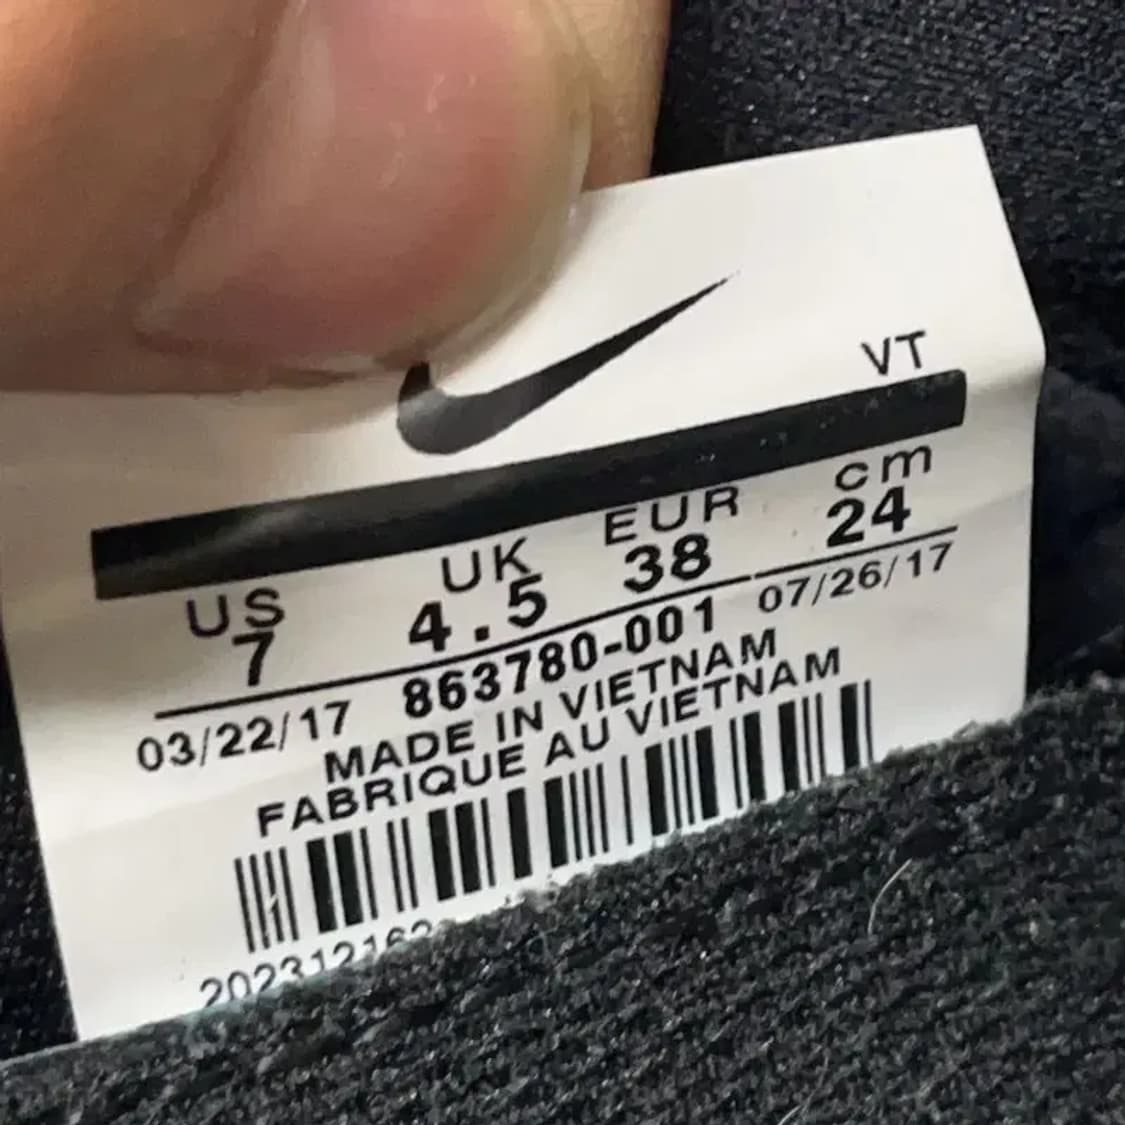 VT
US UK EUR cm
7 4.5 38 24
03/22/17 863780-001 07/26/17
MADE IN VIETNAM
FABRIQUE AU VIETNAM
202312162